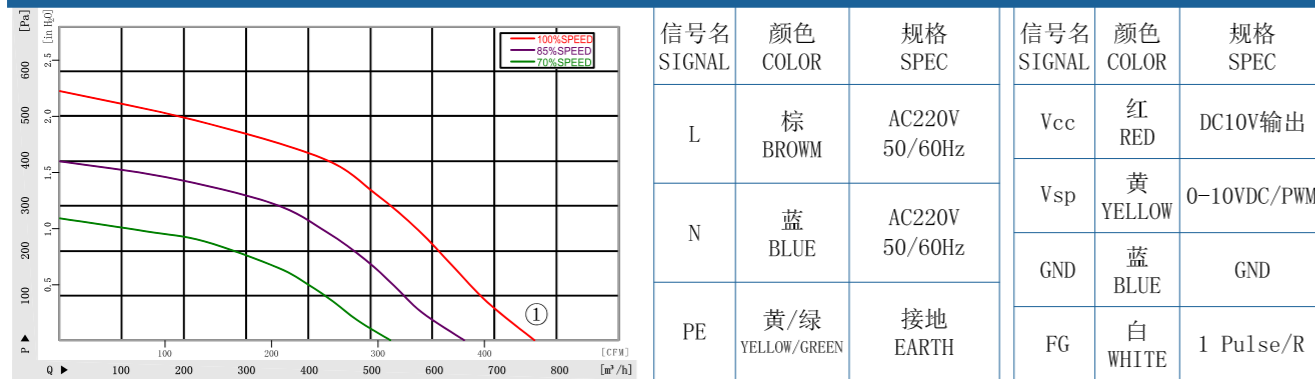 [Pa]
[in H₂O]
600
500
400
300
200
100
P ▲
2.5
2.0
1.5
1.0
0.5
100%SPEED
85%SPEED
70%SPEED
①
100 200 300 400 [CFM]
Q ▶ 100 200 300 400 500 600 700 800 [m³/h]
信号名 颜色 规格
SIGNAL COLOR SPEC
L 棕 AC220V
BROWM 50/60Hz
N 蓝 AC220V
BLUE 50/60Hz
PE 黄/绿 接地
YELLOW/GREEN EARTH
信号名 颜色 规格
SIGNAL COLOR SPEC
Vcc 红 DC10V输出
RED
Vsp 黄 0-10VDC/PWM
YELLOW
GND 蓝 GND
BLUE
FG 白 1 Pulse/R
WHITE